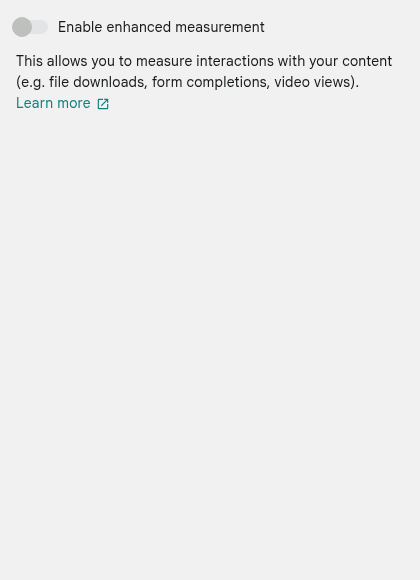 Enable enhanced measurement
This allows you to measure interactions with your content
(e.g. file downloads, form completions, video views).
Learn more